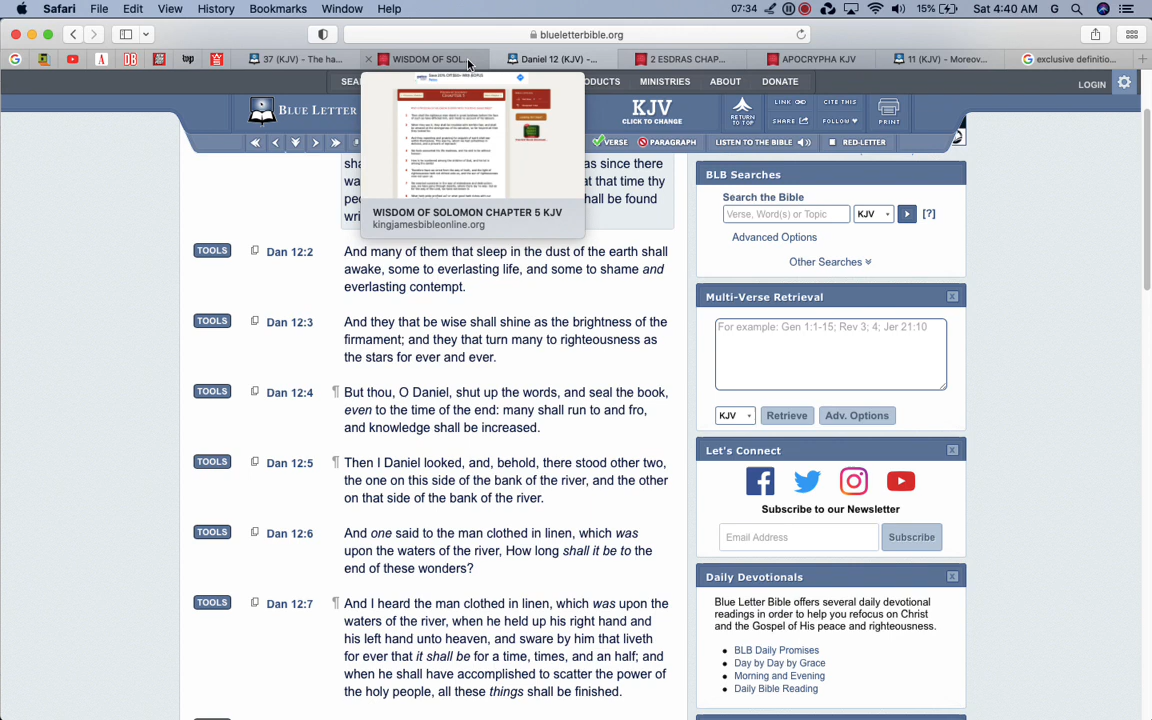 Safari File Edit View History Bookmarks Window Help 07:34 15% Sat 4:40 AM G
blueletterbible.org
37 (KJV) - The ha... WISDOM OF SOL... Daniel 12 (KJV) -... 2 ESDRAS CHAP... APOCRYPHA KJV 11 (KJV) - Moreov... exclusive definitio...
SEA ODUCTS MINISTRIES ABOUT DONATE LOGIN
BLUE LETTER
KJV
CLICK TO CHANGE
RETURN
TO TOP
LINK CITE THIS
SHARE FOLLOW PRINT
VERSE PARAGRAPH LISTEN TO THE BIBLE RED-LETTER
sha as since there
wa at that time thy
peo hall be found
wri
WISDOM OF SOLOMON CHAPTER 5 KJV
kingjamesbibleonline.org
TOOLS Dan 12:2 And many of them that sleep in the dust of the earth shall
awake, some to everlasting life, and some to shame and
everlasting contempt.
TOOLS Dan 12:3 And they that be wise shall shine as the brightness of the
firmament; and they that turn many to righteousness as
the stars for ever and ever.
TOOLS Dan 12:4 ¶ But thou, O Daniel, shut up the words, and seal the book,
even to the time of the end: many shall run to and fro,
and knowledge shall be increased.
TOOLS Dan 12:5 ¶ Then I Daniel looked, and, behold, there stood other two,
the one on this side of the bank of the river, and the other
on that side of the bank of the river.
TOOLS Dan 12:6 And one said to the man clothed in linen, which was
upon the waters of the river, How long shall it be to the
end of these wonders?
TOOLS Dan 12:7 ¶ And I heard the man clothed in linen, which was upon the
waters of the river, when he held up his right hand and
his left hand unto heaven, and sware by him that liveth
for ever that it shall be for a time, times, and an half; and
when he shall have accomplished to scatter the power of
the holy people, all these things shall be finished.
BLB Searches
Search the Bible
Verse, Word(s) or Topic KJV [?]
Advanced Options
Other Searches
Multi-Verse Retrieval
For example: Gen 1:1-15; Rev 3; 4; Jer 21:10
KJV Retrieve Adv. Options
Let's Connect
Subscribe to our Newsletter
Email Address Subscribe
Daily Devotionals
Blue Letter Bible offers several daily devotional
readings in order to help you refocus on Christ
and the Gospel of His peace and righteousness.
BLB Daily Promises
Day by Day by Grace
Morning and Evening
Daily Bible Reading